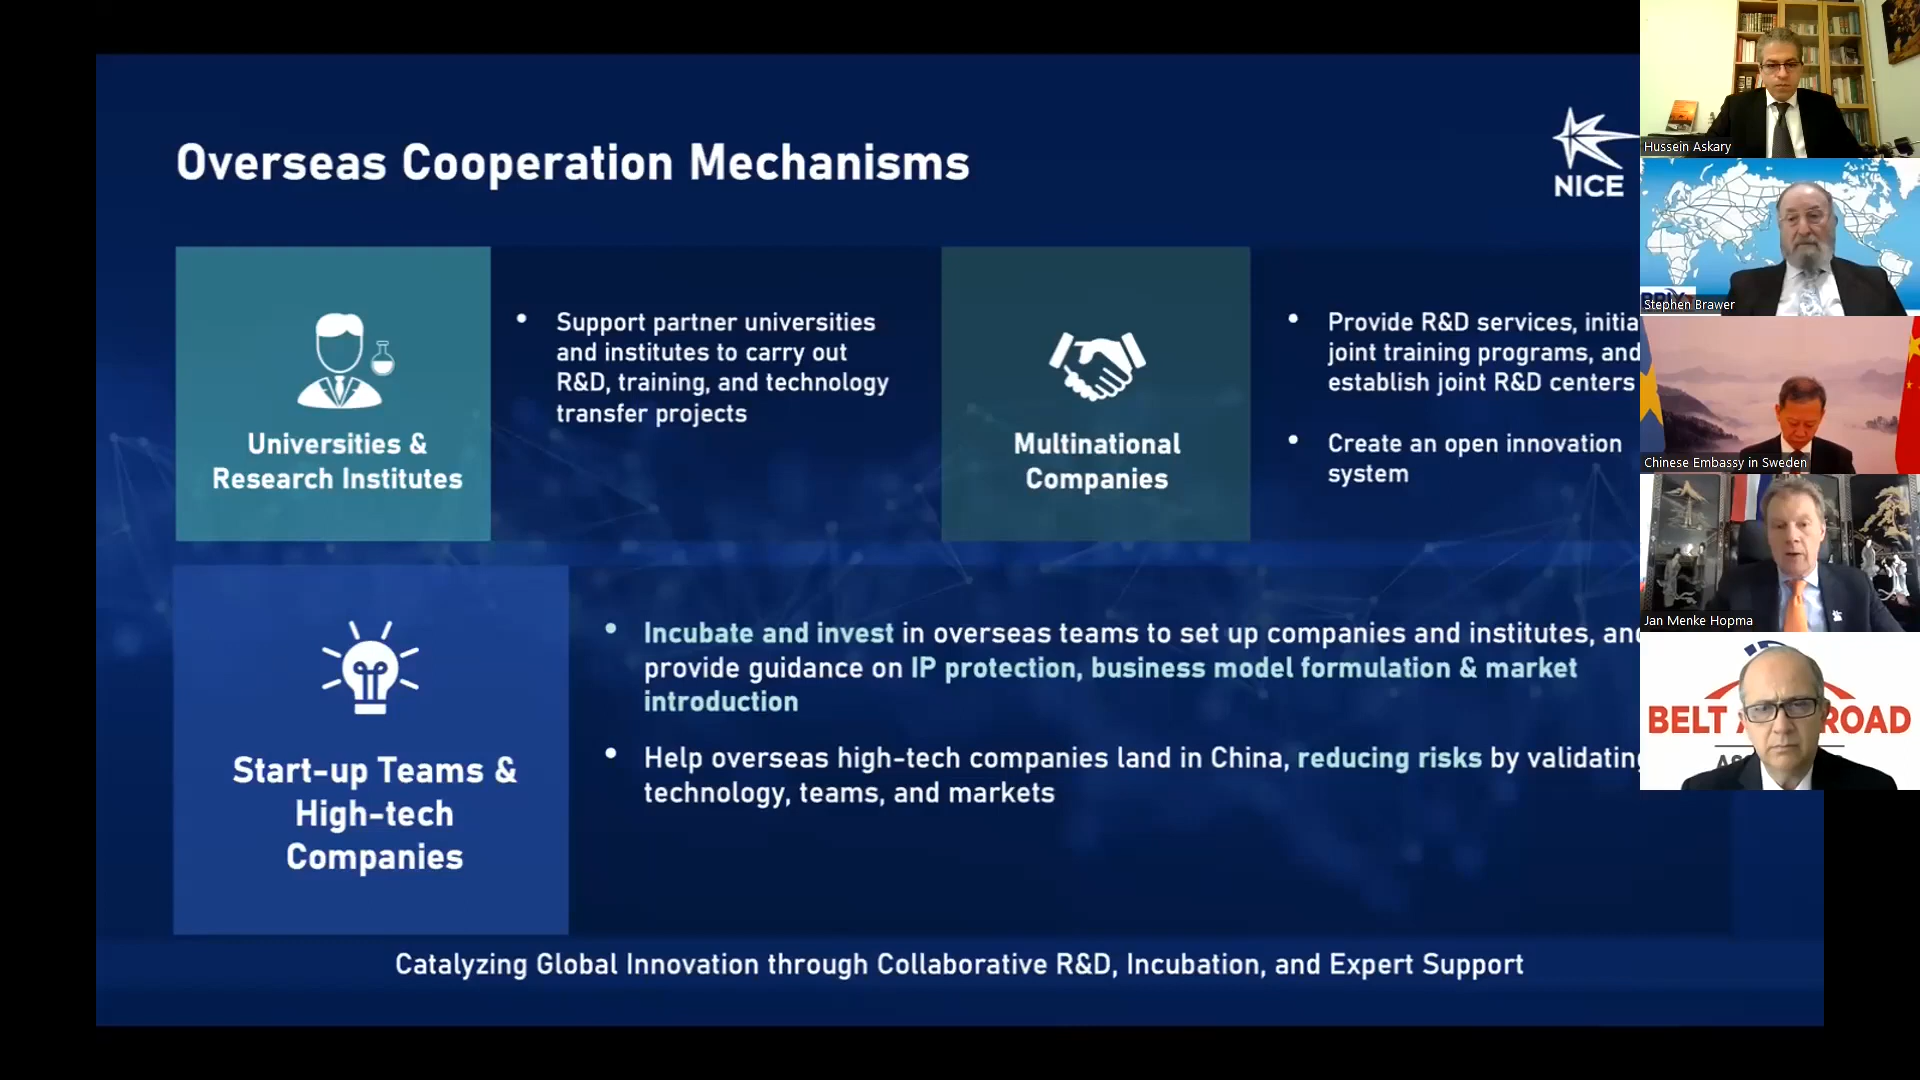 Overseas Cooperation Mechanisms
NICE
Universities &
Research Institutes
• Support partner universities
and institutes to carry out
R&D, training, and technology
transfer projects
Multinational
Companies
• Provide R&D services, initia
joint training programs, and
establish joint R&D centers
• Create an open innovation
system
Start-up Teams &
High-tech
Companies
• Incubate and invest in overseas teams to set up companies and institutes, and
provide guidance on IP protection, business model formulation & market
introduction
• Help overseas high-tech companies land in China, reducing risks by validating
technology, teams, and markets
Catalyzing Global Innovation through Collaborative R&D, Incubation, and Expert Support
Hussein Askary
Stephen Brawer
Chinese Embassy in Sweden
Jan Menke Hopma
BELT ROAD